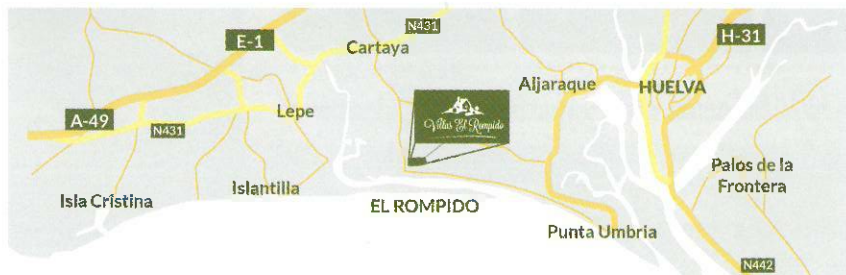 N431
E-1
H-31
Cartaya
Aljaraque
HUELVA
A-49
Lepe
Villas El Rompido
N431
Palos de la
Frontera
Isla Cristina
Islantilla
EL ROMPIDO
Punta Umbria
N442